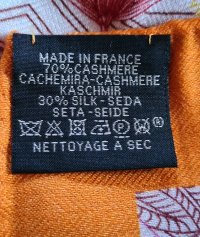 MADE IN FRANCE
70% CASHMERE
CACHEMIRA-CASHMERE
KASCHMIR
30% SILK-SEDA
SETA-SEIDE
NETTOYAGE A SEC